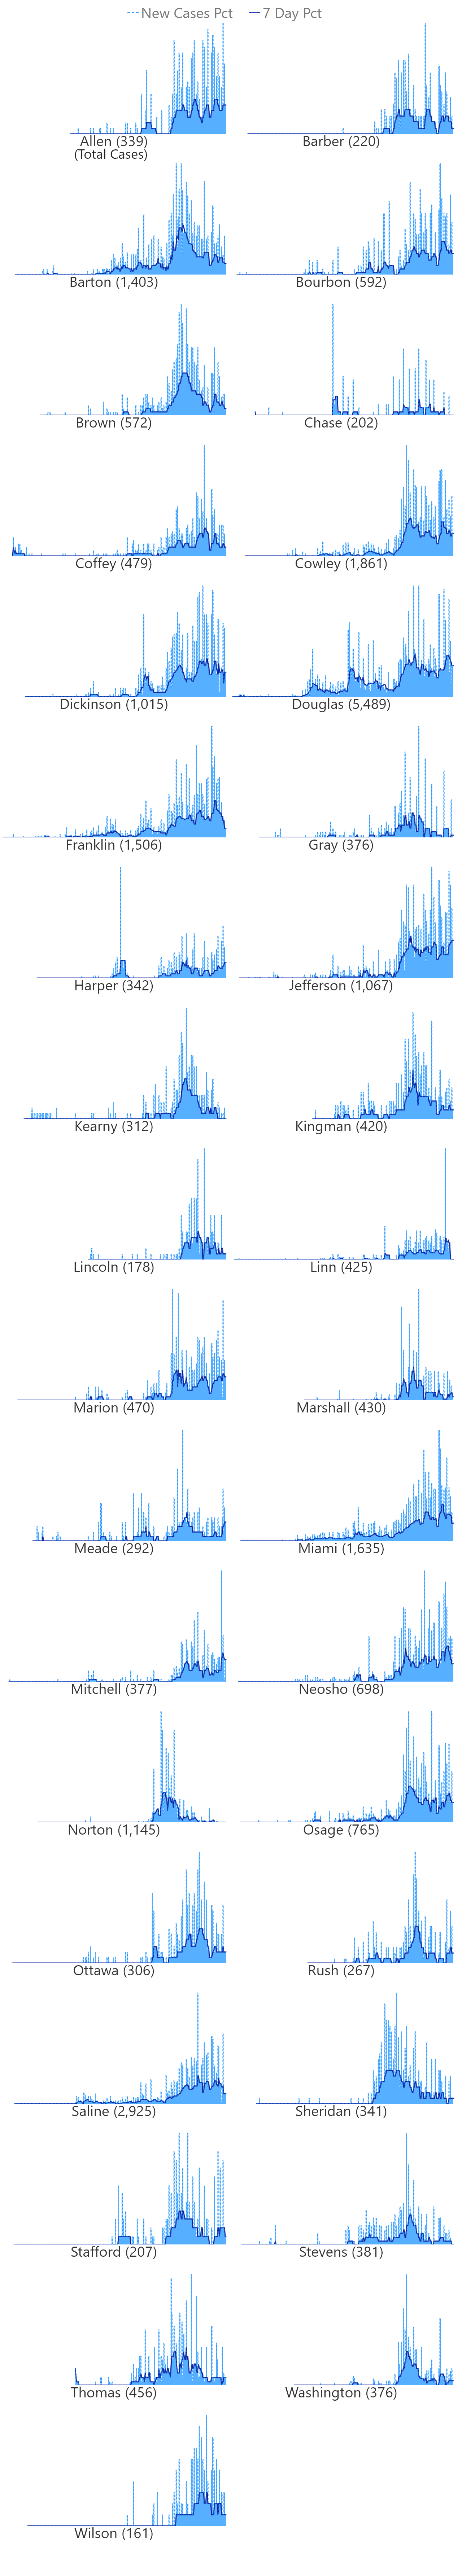 New Cases Pct 7 Day Pct
Allen (339) Barber (220)
(Total Cases)
Barton (1,403) Bourbon (592)
Brown (572) Chase (202)
Coffey (479) Cowley (1,861)
Dickinson (1,015) Douglas (5,489)
Franklin (1,506) Gray (376)
Harper (342) Jefferson (1,067)
Kearny (312) Kingman (420)
Lincoln (178) Linn (425)
Marion (470) Marshall (430)
Meade (292) Miami (1,635)
Mitchell (377) Neosho (698)
Norton (1,145) Osage (765)
Ottawa (306) Rush (267)
Saline (2,925) Sheridan (341)
Stafford (207) Stevens (381)
Thomas (456) Washington (376)
Wilson (161)